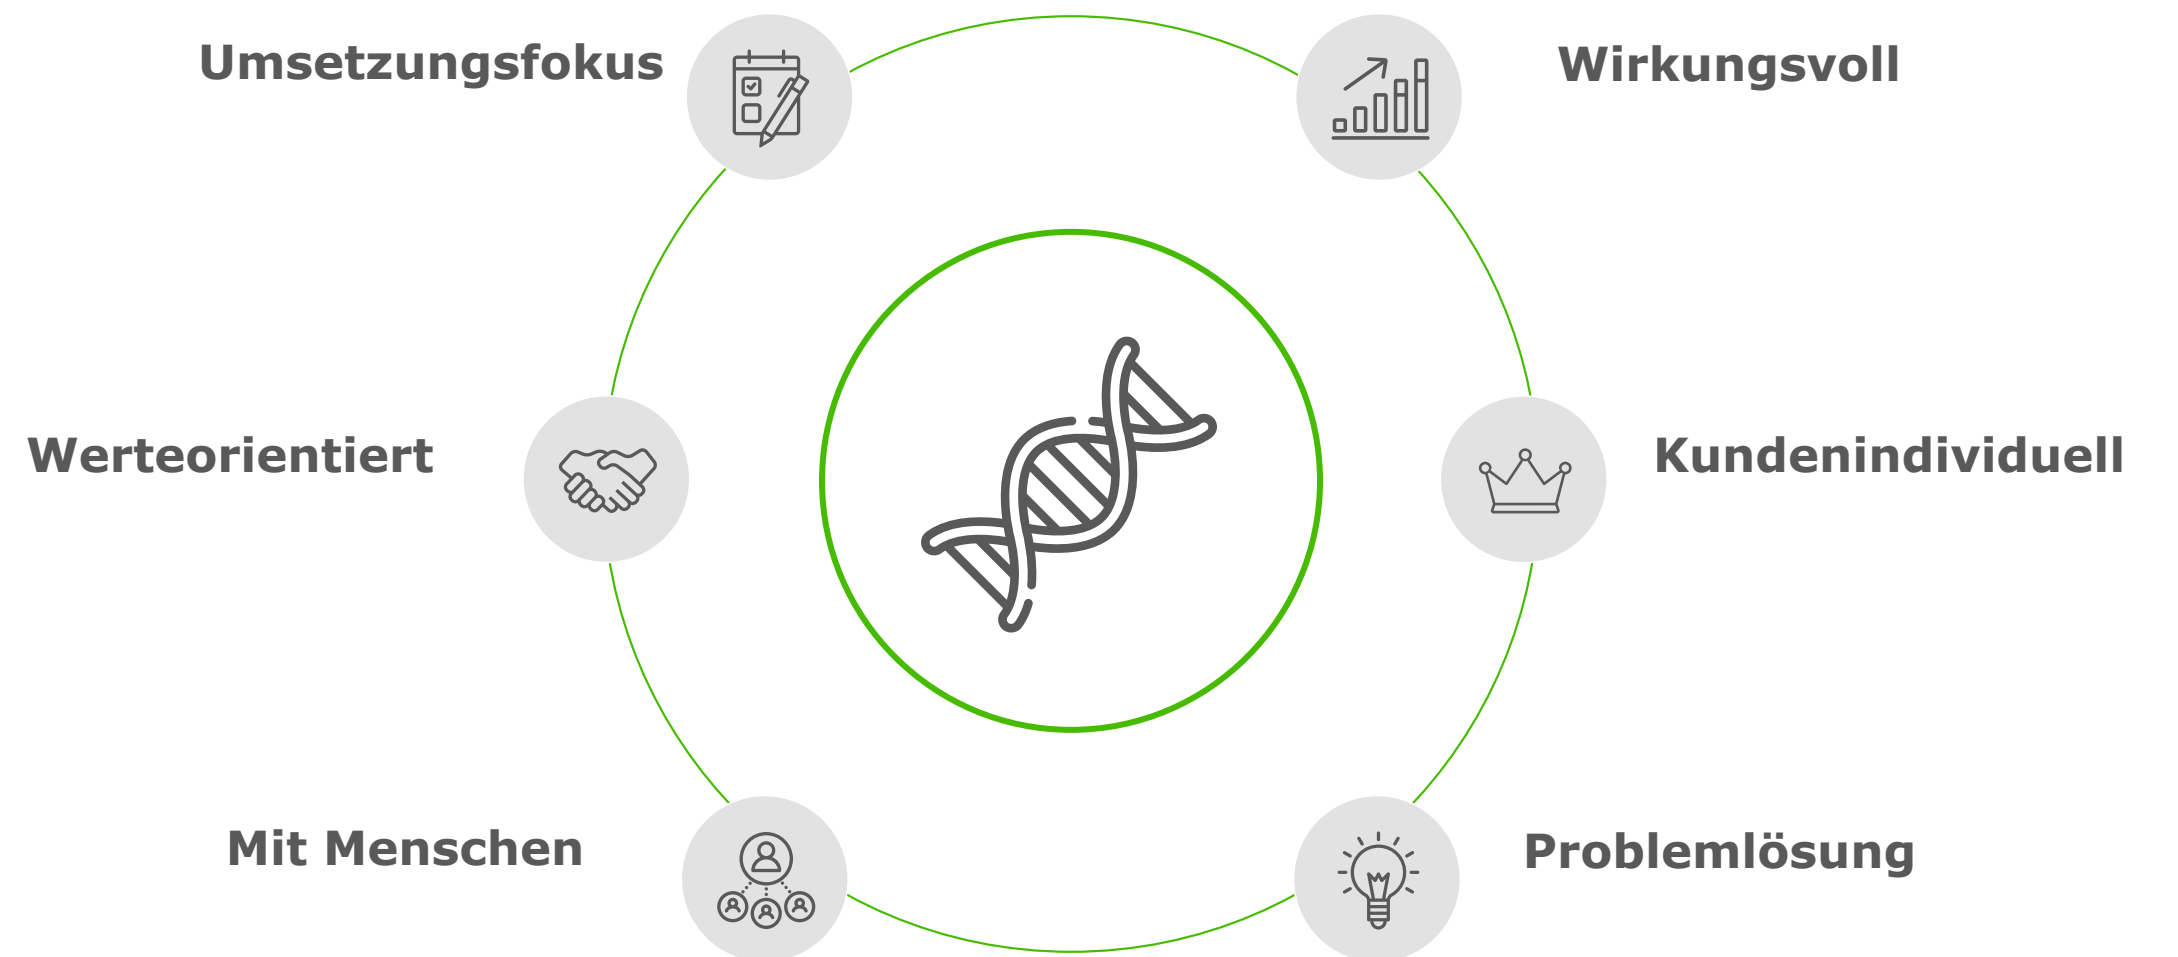 Umsetzungsfokus
Wirkungsvoll
Werteorientiert
Kundenindividuell
Mit Menschen
Problemlösung